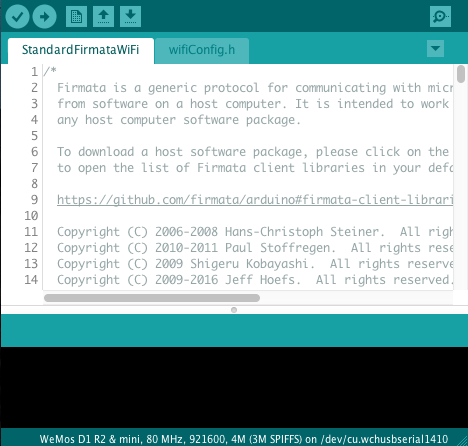 StandardFirmataWiFi wifiConfig.h
1 /*
2 Firmata is a generic protocol for communicating with
3 from software on a host computer. It is intended to work
4 any host computer software package.
5
6 To download a host software package, please click on the
7 to open the list of Firmata client libraries in your
8
9 https://github.com/firmata/arduino#firmata-client-librari
10
11 Copyright (C) 2006-2008 Hans-Christoph Steiner. All
12 Copyright (C) 2010-2011 Paul Stoffregen. All rights
13 Copyright (C) 2009 Shigeru Kobayashi. All rights
14 Copyright (C) 2009-2016 Jeff Hoefs. All rights reserved.
WeMos D1 R2 & mini, 80 MHz, 921600, 4M (3M SPIFFS) on /dev/cu.wchusbserial1410